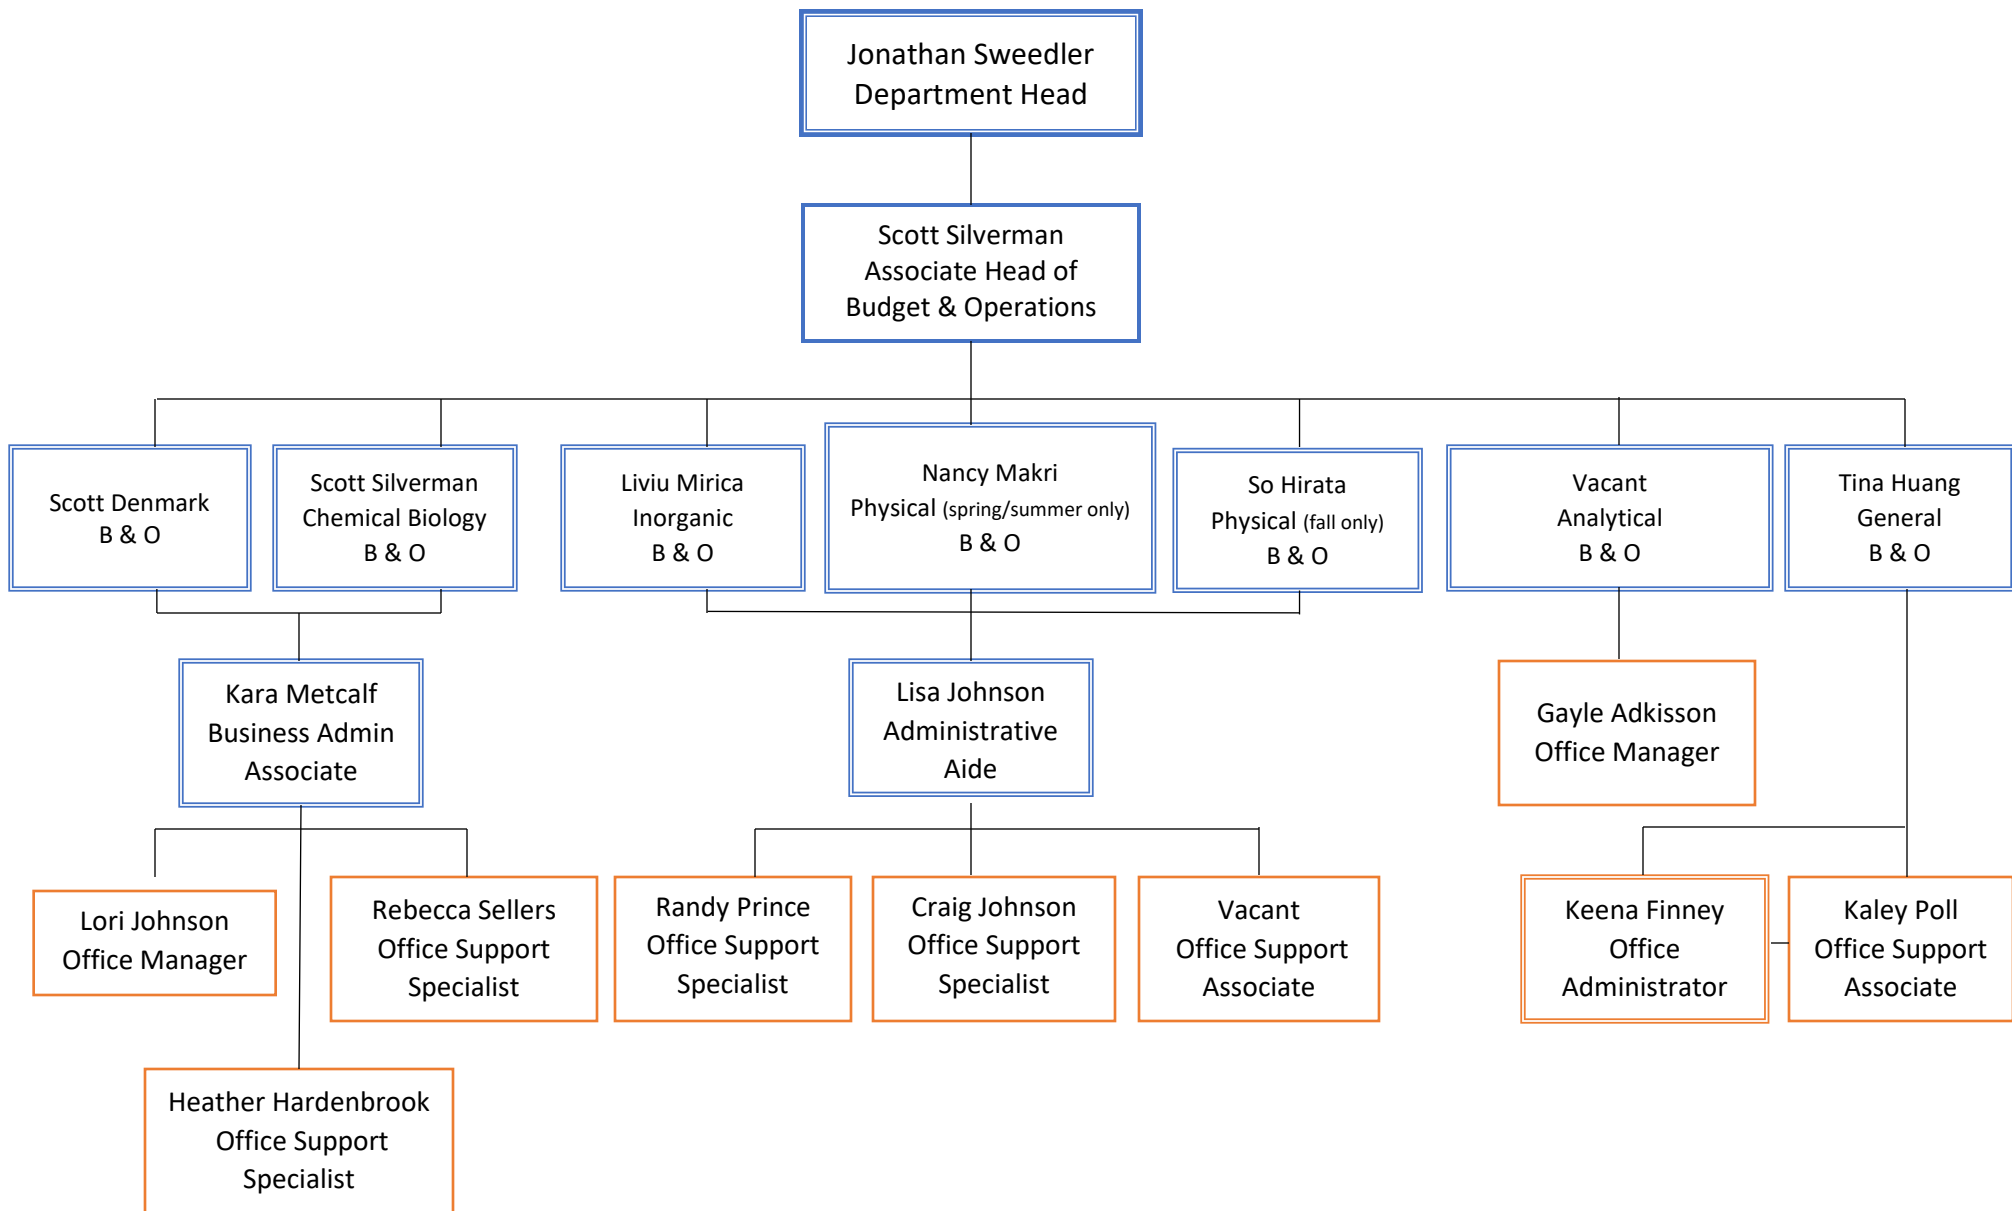 Jonathan Sweedler
Department Head
Scott Silverman
Associate Head of
Budget & Operations
Scott Denmark
B & O
Scott Silverman
Chemical Biology
B & O
Liviu Mirica
Inorganic
B & O
Nancy Makri
Physical (spring/summer only)
B & O
So Hirata
Physical (fall only)
B & O
Vacant
Analytical
B & O
Tina Huang
General
B & O
Kara Metcalf
Business Admin
Associate
Lisa Johnson
Administrative
Aide
Gayle Adkisson
Office Manager
Lori Johnson
Office Manager
Rebecca Sellers
Office Support
Specialist
Randy Prince
Office Support
Specialist
Craig Johnson
Office Support
Specialist
Vacant
Office Support
Associate
Keena Finney
Office
Administrator
Kaley Poll
Office Support
Associate
Heather Hardenbrook
Office Support
Specialist